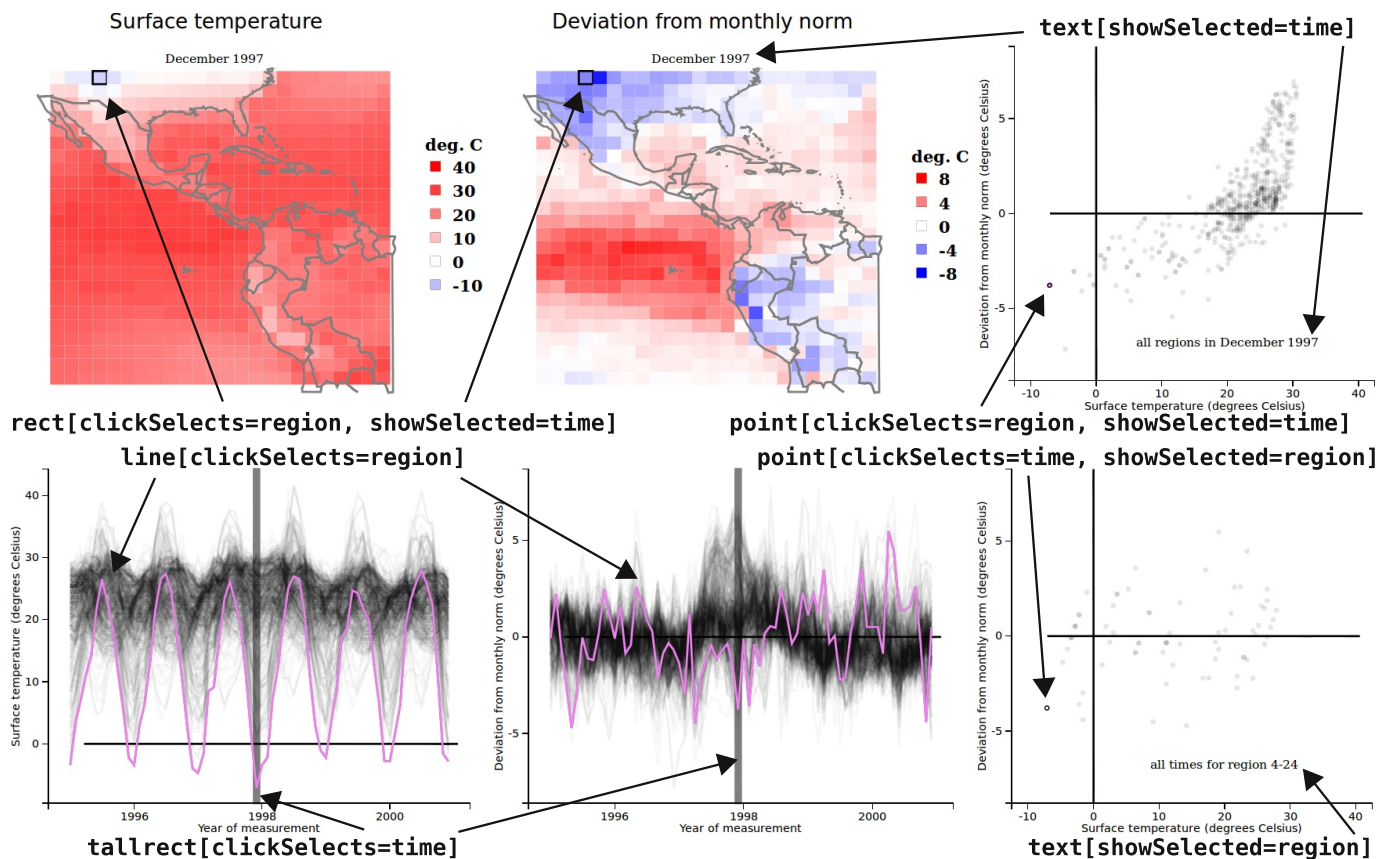 Surface temperature
Deviation from monthly norm
text[showSelected=time]
December 1997
December 1997
deg. C
40
30
20
10
0
-10
deg. C
8
4
0
-4
-8
Deviation from monthly norm (degrees Celsius)
5
0
-5
all regions in December 1997
-10
0
10
20
30
40
Surface temperature (degrees Celsius)
rect[clickSelects=region, showSelected=time]
point[clickSelects=region, showSelected=time]
line[clickSelects=region]
point[clickSelects=time, showSelected=region]
Surface temperature (degrees Celsius)
40
30
20
10
0
1996
1998
2000
Year of measurement
Deviation from monthly norm (degrees Celsius)
5
0
-5
1996
1998
2000
Year of measurement
Deviation from monthly norm (degrees Celsius)
5
0
-5
all times for region 4-24
-10
0
10
20
30
40
Surface temperature (degrees Celsius)
tallrect[clickSelects=time]
text[showSelected=region]